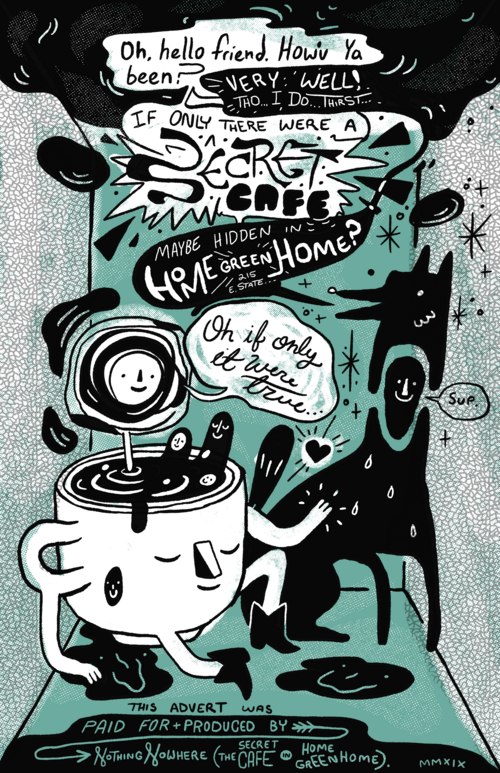 Oh, hello friend. How'v Ya
been?
VERY WELL!
THO... I, DO... THIRST...
IF ONLY THERE WERE A
SECRET
CAFE
MAYBE HIDDEN IN
HOME GREEN HOME?
215
E. STATE...
Oh if only
it were
true...
SUP.
THIS ADVERT WAS
PAID FOR + PRODUCED BY
NOTHING NOWHERE (THE SECRET CAFE IN HOME GREEN HOME).
MMXIX